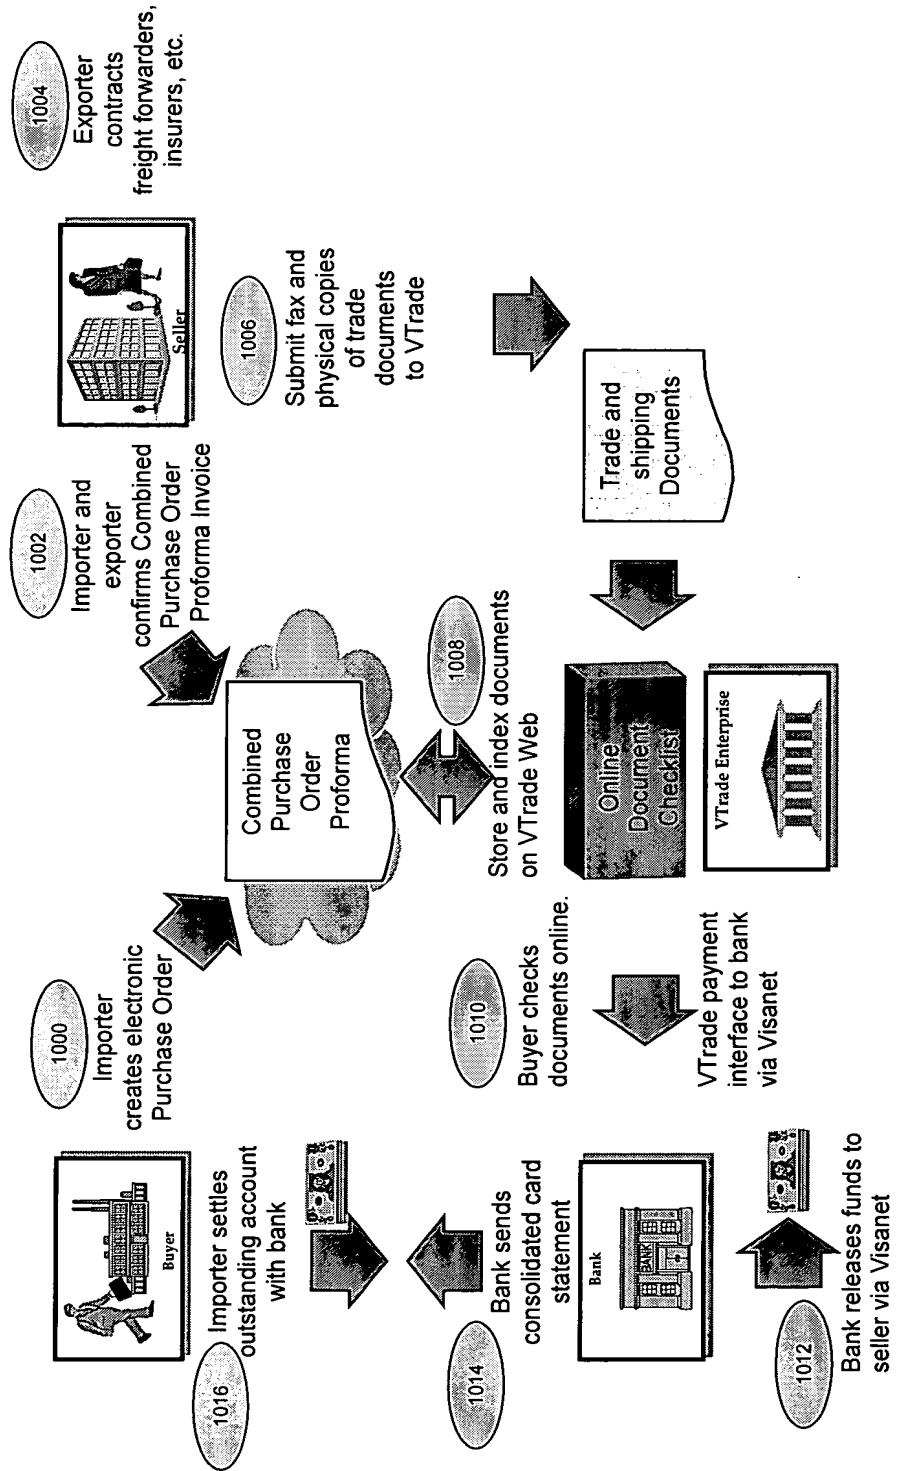 1000
Importer
creates electronic
Purchase Order
1002
Importer and
exporter
confirms Combined
Purchase Order
Proforma Invoice
1004
Exporter
contracts
freight forwarders,
insurers, etc.
Buyer
Seller
1016
Importer settles
outstanding account
with bank
Combined
Purchase
Order
Profoma
1006
Submit fax and
physical copies
of trade
documents
to VTrade
1014
Bank sends
consolidated card
statement
1010
Buyer checks
documents online.
1008
Store and index documents
on VTrade Web
Bank
BANK
Online
Document
Checklist
Trade and
shipping
Documents
VTrade payment
interface to bank
via Visanet
VTrade Enterprise
1012
Bank releases funds to
seller via Visanet